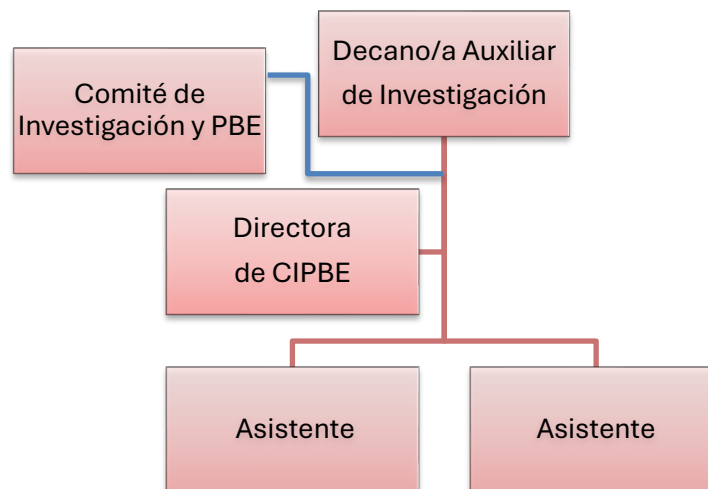 Decano/a Auxiliar
de Investigación
Comité de
Investigación y PBE
Directora
de CIPBE
Asistente
Asistente